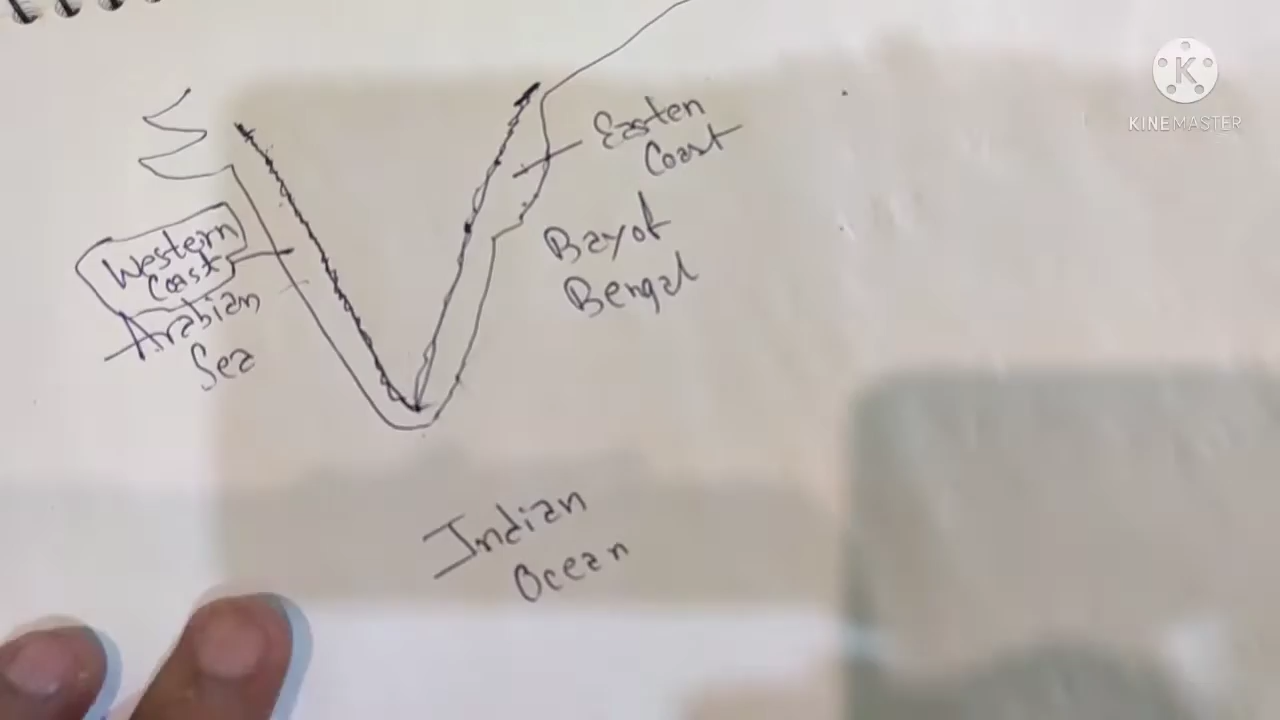 KINEMASTER
Easten
Coast
Western
Coast
Bay of
Bengal
Arabian
Sea
Indian
Ocean